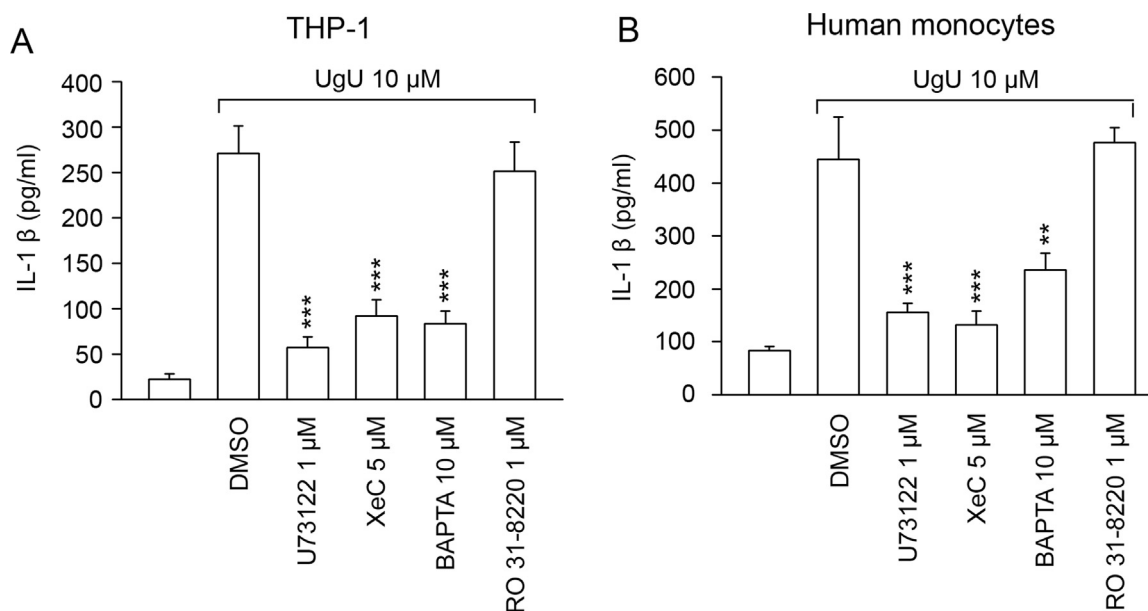 A
THP-1
UgU 10 µM
IL-1 β (pg/ml)
400
350
300
250
200
150
100
50
0
***
***
***
DMSO
U73122 1 µM
XeC 5 µM
BAPTA 10 µM
RO 31-8220 1 µM
B
Human monocytes
UgU 10 µM
IL-1 β (pg/ml)
600
500
400
300
200
100
0
***
***
**
DMSO
U73122 1 µM
XeC 5 µM
BAPTA 10 µM
RO 31-8220 1 µM